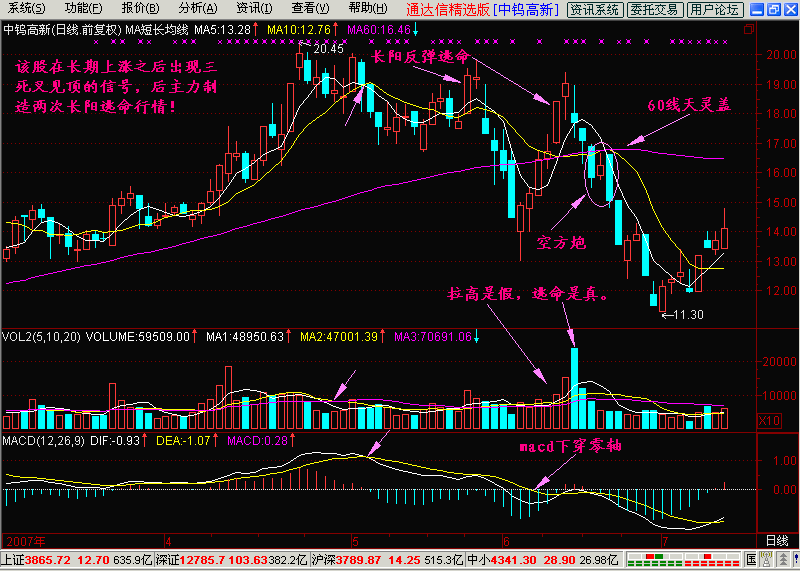 系统(S) 功能(F) 报价(B) 分析(A) 资讯(I) 查看(V) 帮助(H) 通达信精选版 [中钨高新] 资讯系统 委托交易 用户论坛
中钨高新(日线.前复权) MA短长均线 MA5:13.28↑ MA10:12.76↑ MA60:16.46↓
←20.45
该股在长期上涨之后出现三
死叉见顶的信号，后主力制
造两次长阳逃命行情！
长阳反弹逃命
60线天灵盖
空方炮
拉高是假，逃命是真。
←11.30
19.00
18.00
17.00
16.00
15.00
14.00
13.00
12.00
VOL2(5,10,20) VOLUME:59509.00↑ MA1:48950.63↑ MA2:47001.39↑ MA3:70691.06↓
20000
10000
X10
MACD(12,26,9) DIF:-0.93↑ DEA:-1.07↑ MACD:0.28↑
macd下穿零轴
1.00
0.00
2007年 4 5 6 7 日线
上证3865.72 12.70 635.9亿 深证12785.7 103.63 382.2亿 沪深3789.87 14.25 515.3亿 中小4341.30 28.90 26.98亿 国